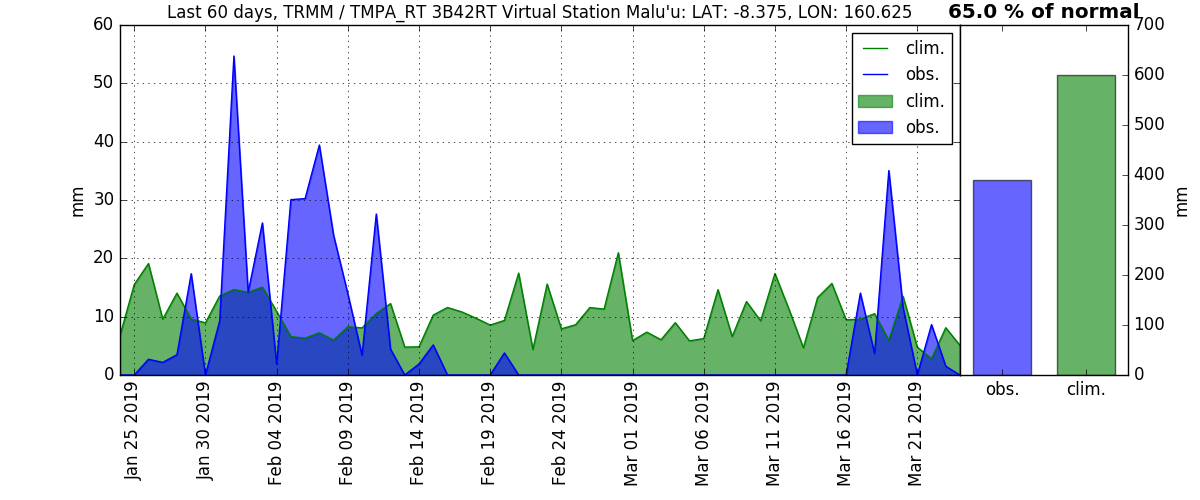 Last 60 days, TRMM / TMPA_RT 3B42RT Virtual Station Malu'u: LAT: -8.375, LON: 160.625
65.0 % of normal
60
50
40
30
20
10
0
mm
clim.
obs.
clim.
obs.
700
600
500
400
300
200
100
0
mm
obs.
clim.
Jan 25 2019
Jan 30 2019
Feb 04 2019
Feb 09 2019
Feb 14 2019
Feb 19 2019
Feb 24 2019
Mar 01 2019
Mar 06 2019
Mar 11 2019
Mar 16 2019
Mar 21 2019